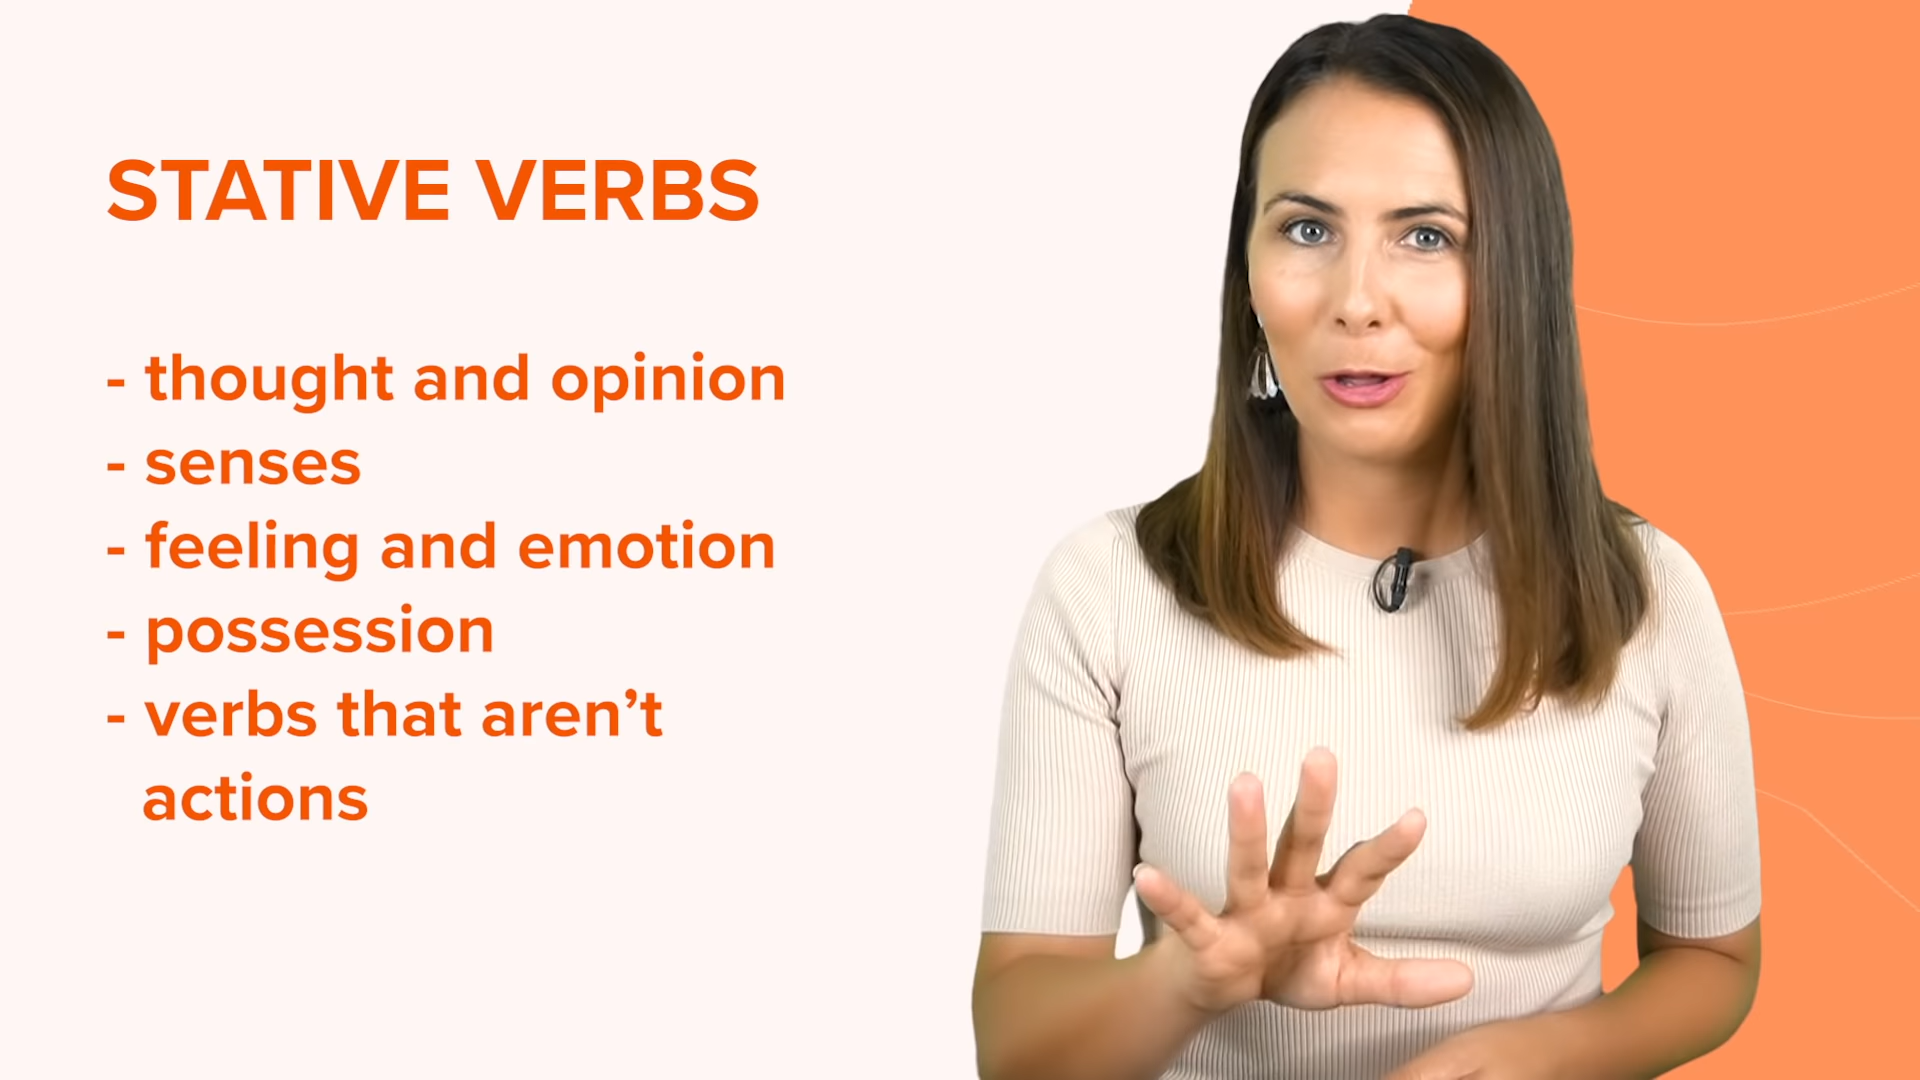 STATIVE VERBS
- thought and opinion
- senses
- feeling and emotion
- possession
- verbs that aren’t
actions